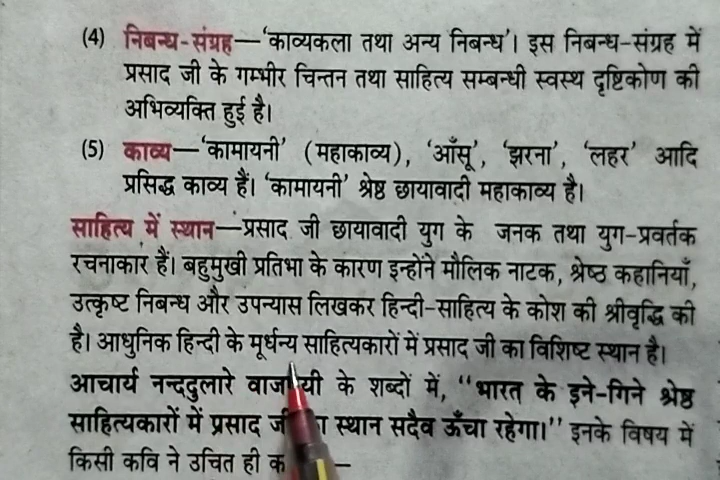 (4) निबन्ध-संग्रह—‘काव्यकला तथा अन्य निबन्ध’। इस निबन्ध-संग्रह में
प्रसाद जी के गम्भीर चिन्तन तथा साहित्य सम्बन्धी स्वस्थ दृष्टिकोण की
अभिव्यक्ति हुई है।
(5) काव्य—‘कामायनी’ (महाकाव्य), ‘आँसू’, ‘झरना’, ‘लहर’ आदि
प्रसिद्ध काव्य हैं। ‘कामायनी’ श्रेष्ठ छायावादी महाकाव्य है।
साहित्य में स्थान—प्रसाद जी छायावादी युग के जनक तथा युग-प्रवर्तक
रचनाकार हैं। बहुमुखी प्रतिभा के कारण इन्होंने मौलिक नाटक, श्रेष्ठ कहानियाँ,
उत्कृष्ट निबन्ध और उपन्यास लिखकर हिन्दी-साहित्य के कोश की श्रीवृद्धि की
है। आधुनिक हिन्दी के मूर्धन्य साहित्यकारों में प्रसाद जी का विशिष्ट स्थान है।
आचार्य नन्ददुलारे के शब्दों में, ‘‘भारत के इने-गिने श्रेष्ठ
साहित्यकारों में प्रसाद स्थान सदैव ऊँचा रहेगा।’’ इनके विषय में
किसी कवि ने उचित ही